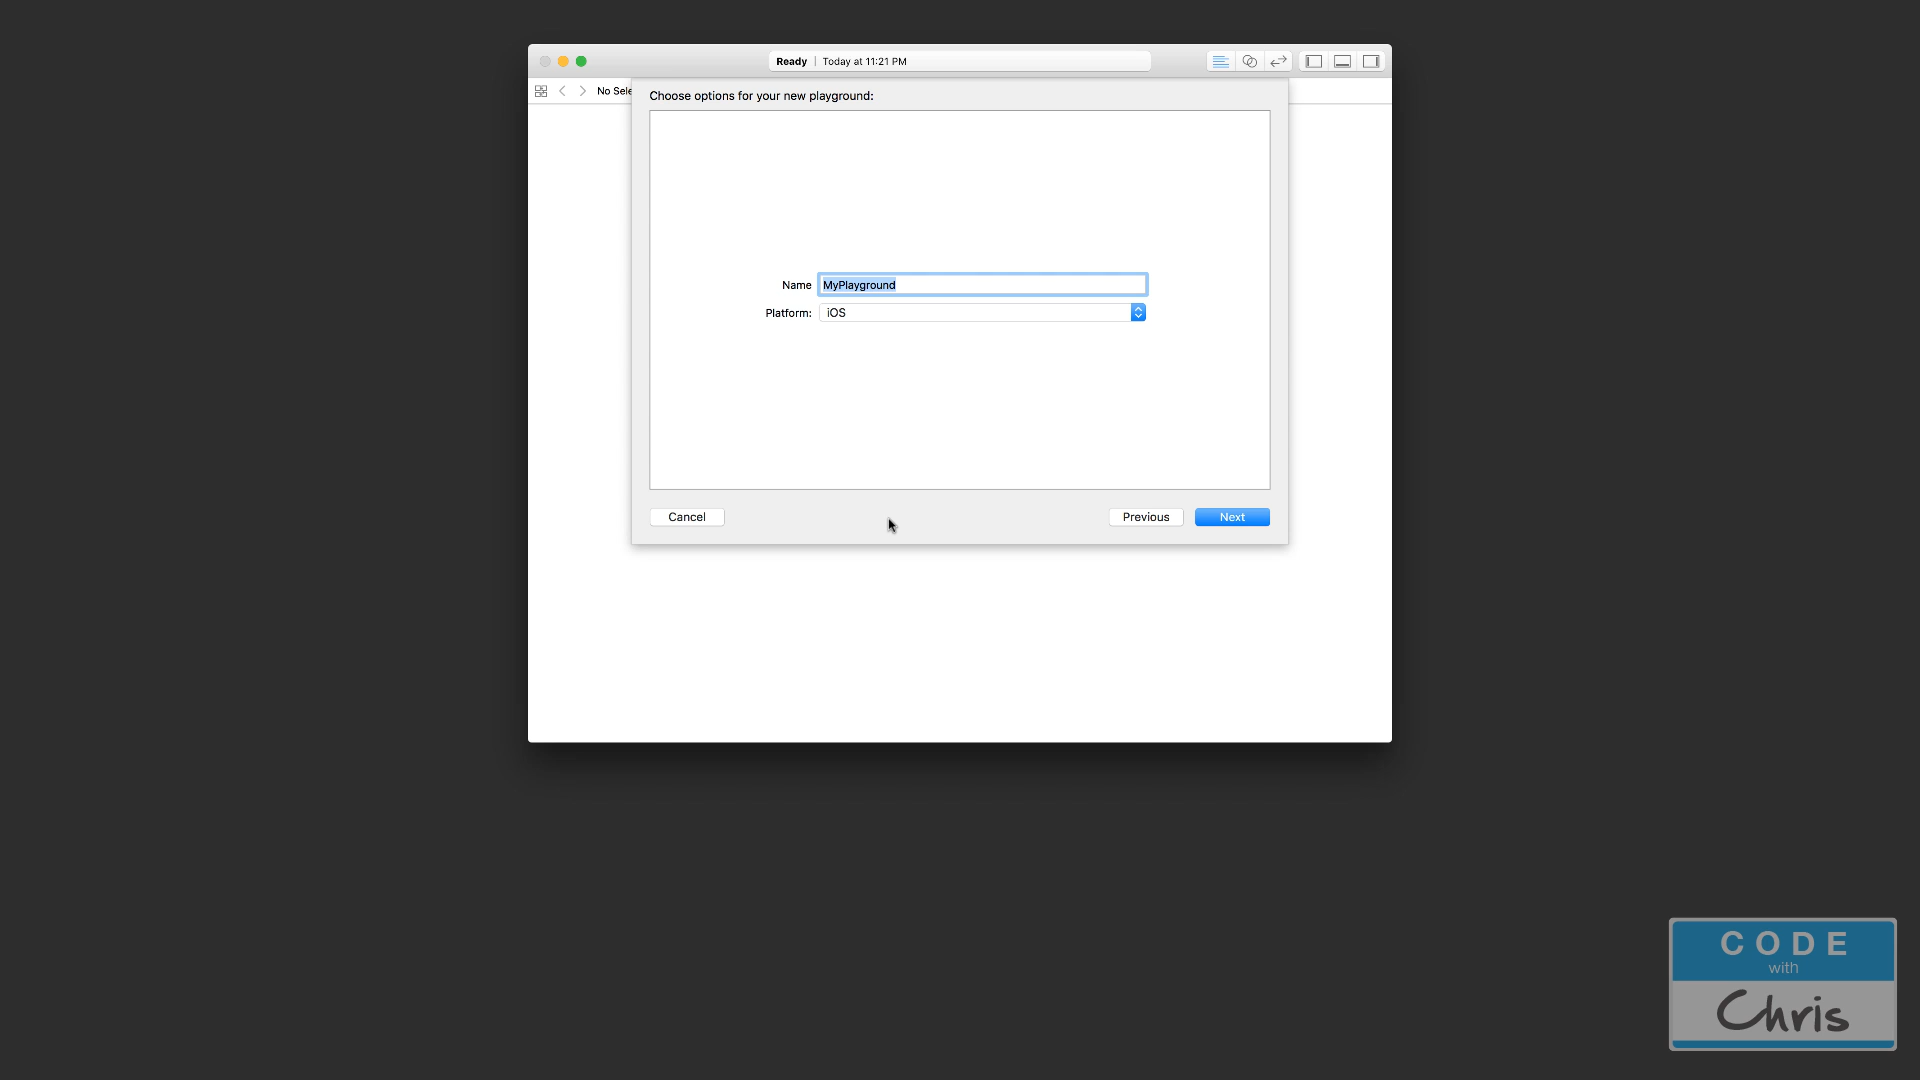 Ready | Today at 11:21 PM
No Sele
Choose options for your new playground:
Name MyPlayground
Platform: iOS
Cancel Previous Next
CODE
with
Chris